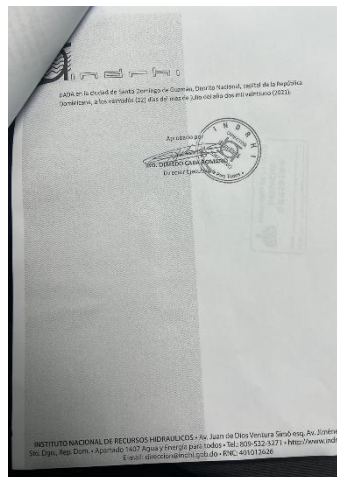 indrhi
DADA en la ciudad de Santo Domingo de Guzmán, Distrito Nacional, capital de la República
Dominicana, a los veintidós (22) días del mes de julio del año dos mil veintiuno (2021).
Aprobado por
INDRHI
ING. OLMEDO CABA ROMANO
Director Ejecutivo
INSTITUTO NACIONAL DE RECURSOS HIDRAULICOS • Av. Juan de Dios Ventura Simó esq. Av. Jiméne
Sto. Dgo., Rep. Dom. • Apartado 1407 Agua y Energía para todos • Tel.: 809-532-3271 • http://www.indr
E-mail: direccion@indrhi.gob.do • RNC: 401013626